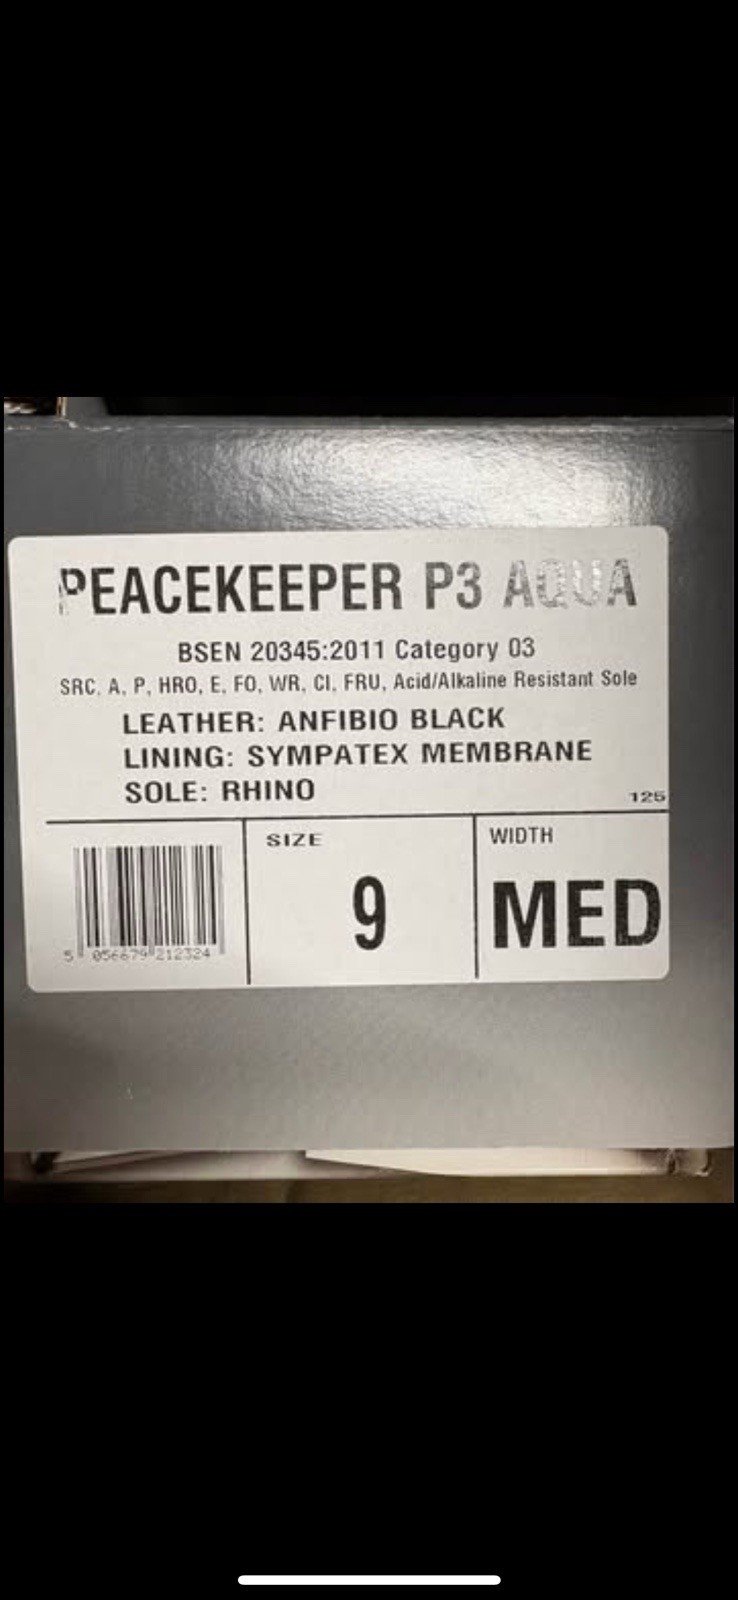 PEACEKEEPER P3 AQUA
BSEN 20345:2011 Category 03
SRC, A, P, HRO, E, FO, WR, CI, FRU, Acid/Alkaline Resistant Sole
LEATHER: ANFIBIO BLACK
LINING: SYMPATEX MEMBRANE
SOLE: RHINO
125
SIZE
9
WIDTH
MED
5 056679 212324